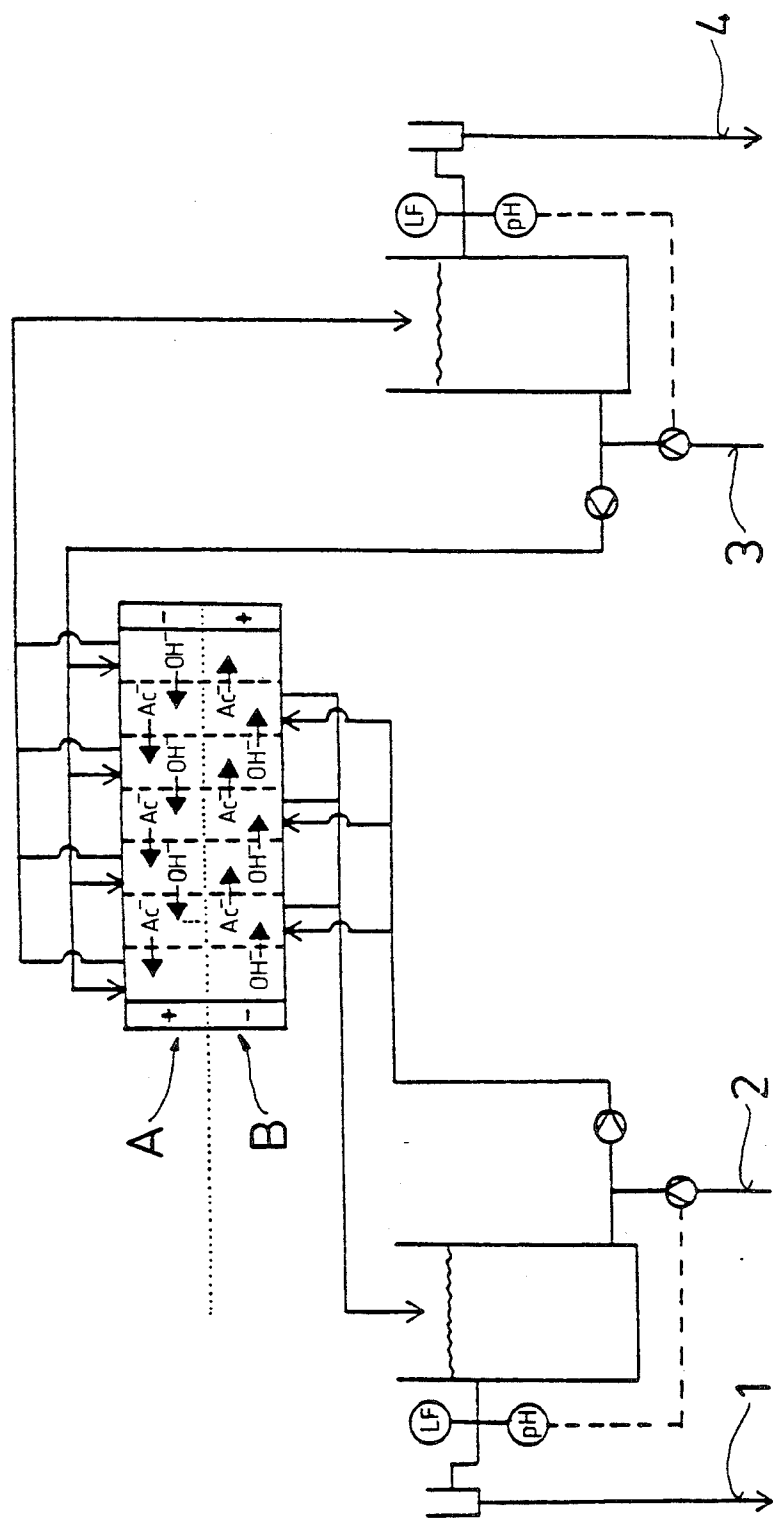 4
LF
pH
3
-
+
OH⁻
Ac⁻
Ac⁻
OH⁻
OH⁻
Ac⁻
Ac⁻
OH⁻
OH⁻
Ac⁻
Ac⁻
OH⁻
+
-
A
B
2
LF
pH
1